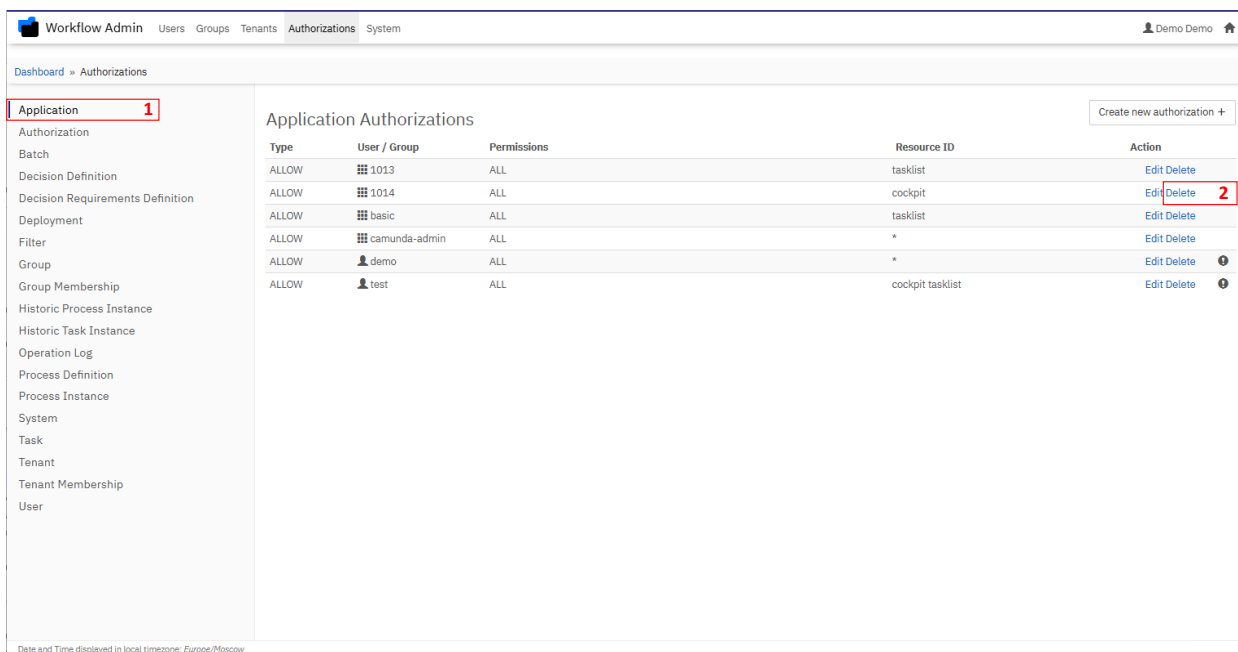 Workflow Admin Users Groups Tenants Authorizations System Demo Demo
Dashboard » Authorizations
Application 1
Authorization
Batch
Decision Definition
Decision Requirements Definition
Deployment
Filter
Group
Group Membership
Historic Process Instance
Historic Task Instance
Operation Log
Process Definition
Process Instance
System
Task
Tenant
Tenant Membership
User
Application Authorizations
Create new authorization +
Type User / Group Permissions Resource ID Action
ALLOW 1013 ALL tasklist Edit Delete
ALLOW 1014 ALL cockpit Edit Delete 2
ALLOW basic ALL tasklist Edit Delete
ALLOW camunda-admin ALL * Edit Delete
ALLOW demo ALL * Edit Delete
ALLOW test ALL cockpit tasklist Edit Delete
Date and Time displayed in local timezone: Europe/Moscow